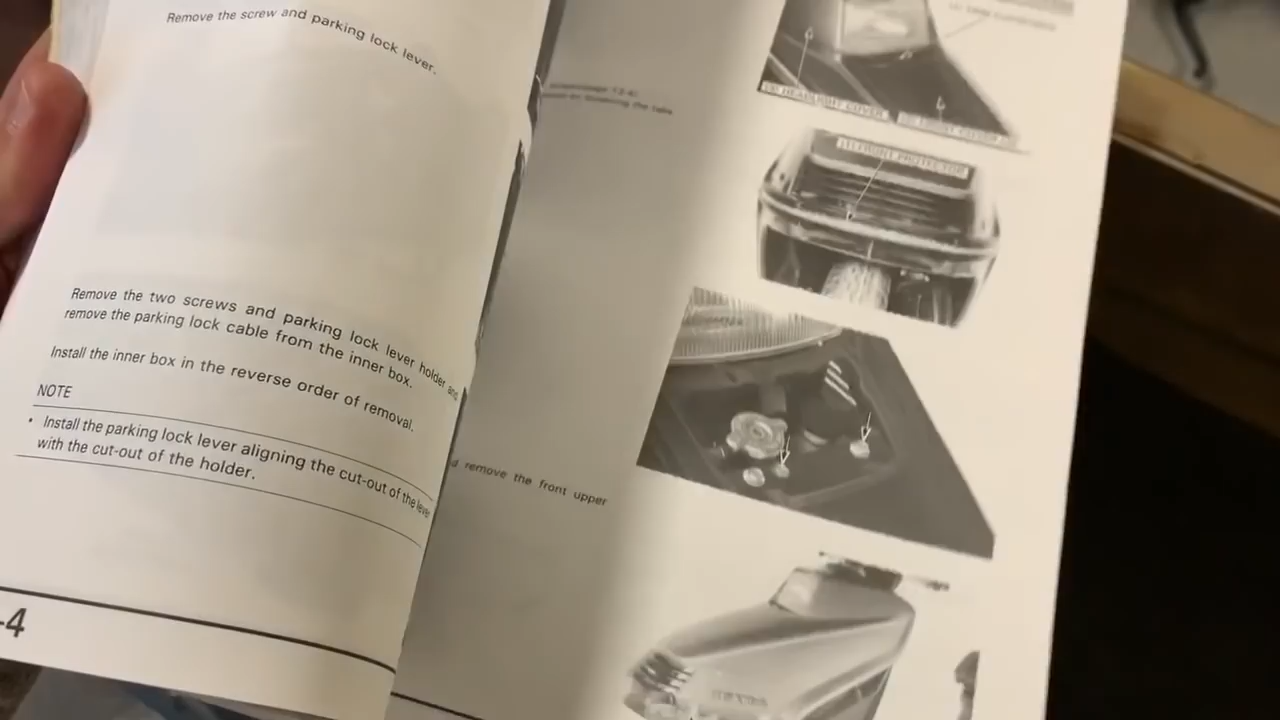 Remove the screw and parking lock lever.
Remove the two screws and parking lock lever holder and
remove the parking lock cable from the inner box.
Install the inner box in the reverse order of removal.
NOTE
• Install the parking lock lever aligning the cut-out of the lever
with the cut-out of the holder.
-4
remove the front upper
HEADLIGHT COVER
FRONT PROTECTOR